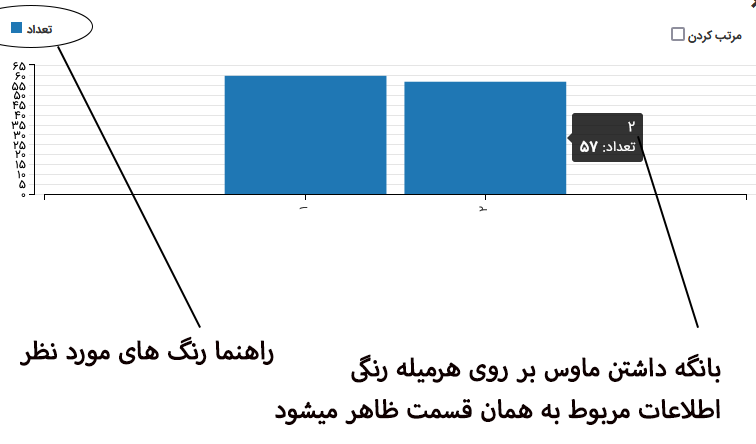 تعداد
مرتب کردن
۶۵
۶۰
۵۵
۵۰
۴۵
۴۰
۳۵
۳۰
۲۵
۲۰
۱۵
۱۰
۵
۰
۱
۲
۲
تعداد: ۵۷
راهنما رنگ های مورد نظر
بانگه داشتن ماوس بر روی هرمیله رنگی
اطلاعات مربوط به همان قسمت ظاهر میشود